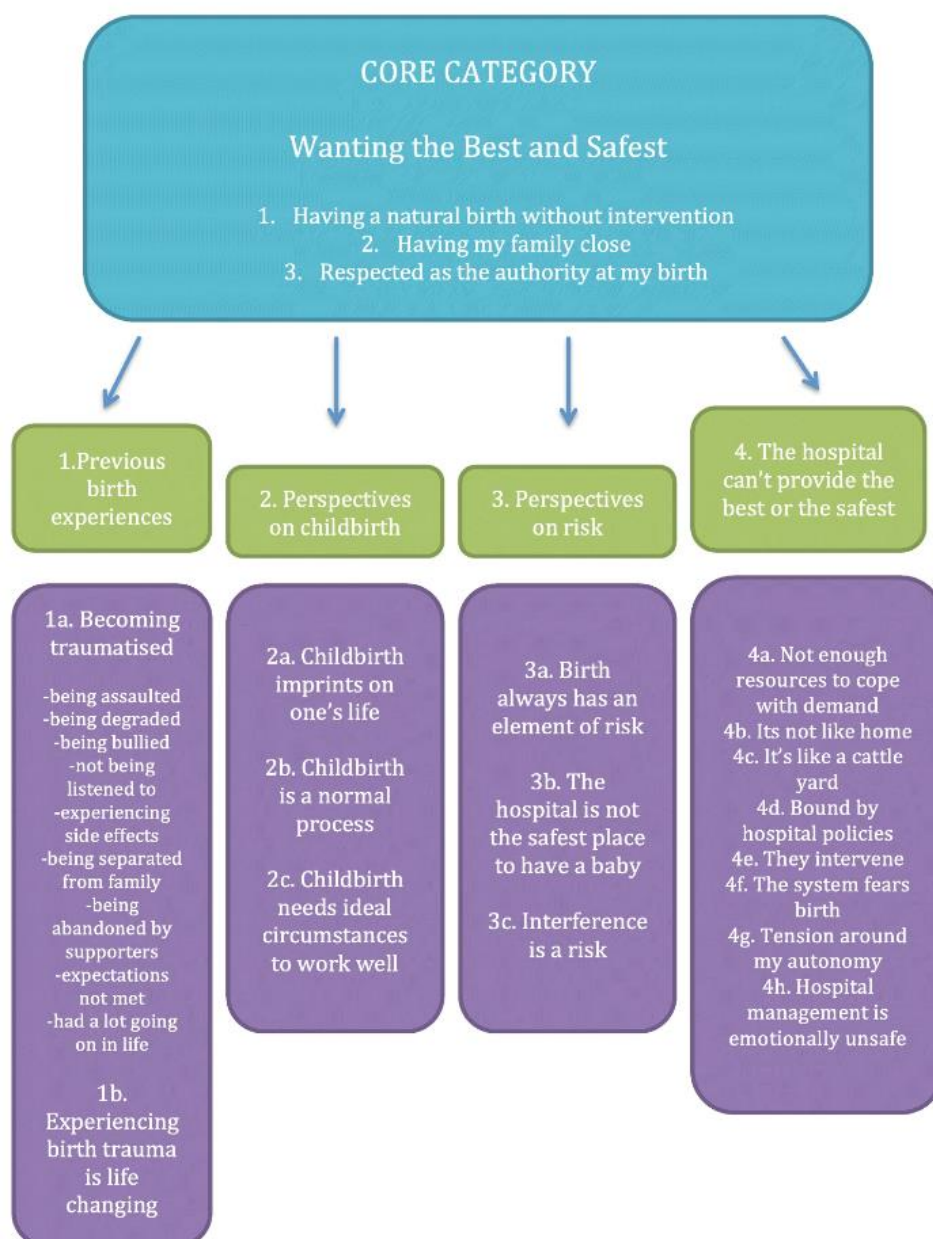 CORE CATEGORY
Wanting the Best and Safest
1. Having a natural birth without intervention
2. Having my family close
3. Respected as the authority at my birth
1.Previous
birth
experiences
2. Perspectives
on childbirth
3. Perspectives
on risk
4. The hospital
can't provide the
best or the safest
1a. Becoming
traumatised
-being assaulted
-being degraded
-being bullied
-not being
listened to
-experiencing
side effects
-being separated
from family
-being
abandoned by
supporters
-expectations
not met
-had a lot going
on in life
1b.
Experiencing
birth trauma
is life
changing
2a. Childbirth
imprints on
one's life
2b. Childbirth
is a normal
process
2c. Childbirth
needs ideal
circumstances
to work well
3a. Birth
always has an
element of risk
3b. The
hospital is not
the safest place
to have a baby
3c. Interference
is a risk
4a. Not enough
resources to cope
with demand
4b. Its not like home
4c. It's like a cattle
yard
4d. Bound by
hospital policies
4e. They intervene
4f. The system fears
birth
4g. Tension around
my autonomy
4h. Hospital
management is
emotionally unsafe